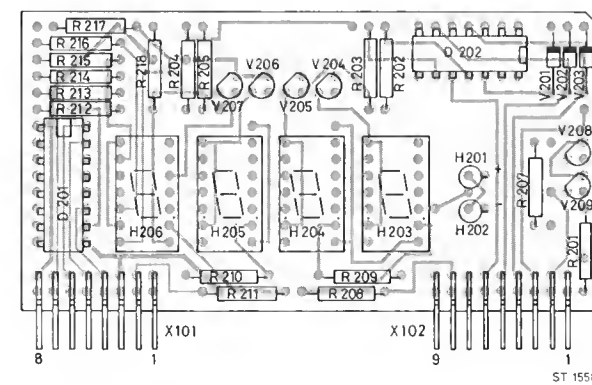 R 217
R 216
R 215
R 214
R 213
R 212
R 218
R 204
R 205
V206
V207
V204
V205
R 203
R 202
D 202
V201
V202
V203
V208
V209
D 201
H206
H205
H204
H203
H201
H202
+
-
R 207
R 201
R 210
R 211
R 209
R 208
X101
X102
8
1
9
1
ST 155